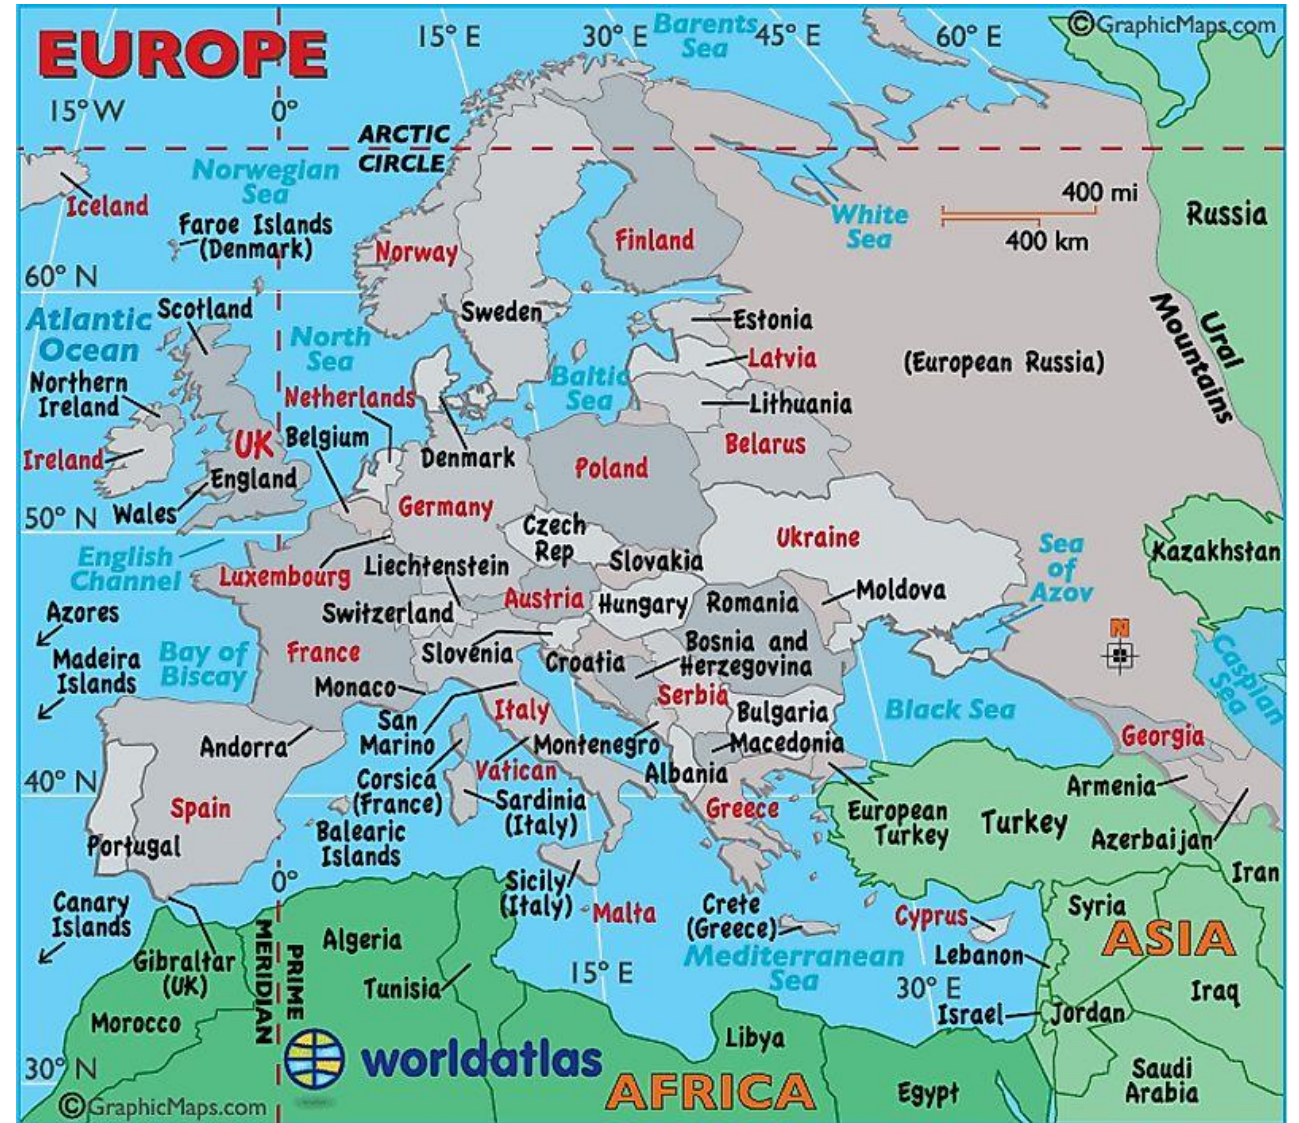 EUROPE
15° E
30° E
Barents
Sea
45° E
60° E
©GraphicMaps.com
15° W
0°
ARCTIC
CIRCLE
Norwegian
Sea
Iceland
Faroe Islands
(Denmark)
Norway
Finland
White
Sea
400 mi
400 km
Russia
60° N
Scotland
Sweden
Estonia
Atlantic
Ocean
North
Sea
Latvia
(European Russia)
Ural
Mountains
Northern
Ireland
Netherlands
Baltic
Sea
Lithuania
Ireland
UK
Belgium
Denmark
Poland
Belarus
England
Wales
50° N
Germany
Czech
Rep
Ukraine
Sea
of
Azov
Kazakhstan
English
Channel
Luxembourg
Liechtenstein
Slovakia
Azores
Switzerland
Austria
Hungary
Romania
Moldova
Madeira
Islands
Bay of
Biscay
France
Slovénia
Croatia
Bosnia and
Herzegovina
N
Caspian
Sea
Monaco
San
Marino
Italy
Serbia
Bulgaria
Black Sea
Georgia
Andorra
Montenegro
Macedonia
40° N
Corsica
(France)
Vatican
Albania
Armenia
Spain
Sardinia
(Italy)
Greece
European
Turkey
Turkey
Azerbaijan
Portugal
Balearic
Islands
Iran
0°
Canary
Islands
Sicily
(Italy)
Malta
Crete
(Greece)
Cyprus
Syria
ASIA
Gibraltar
(UK)
PRIME
MERIDIAN
Algeria
Mediterranean
Sea
Lebanon
Tunisia
15° E
30° E
Iraq
Morocco
Israel
Jordan
Libya
30° N
worldatlas
AFRICA
Egypt
Saudi
Arabia
©GraphicMaps.com